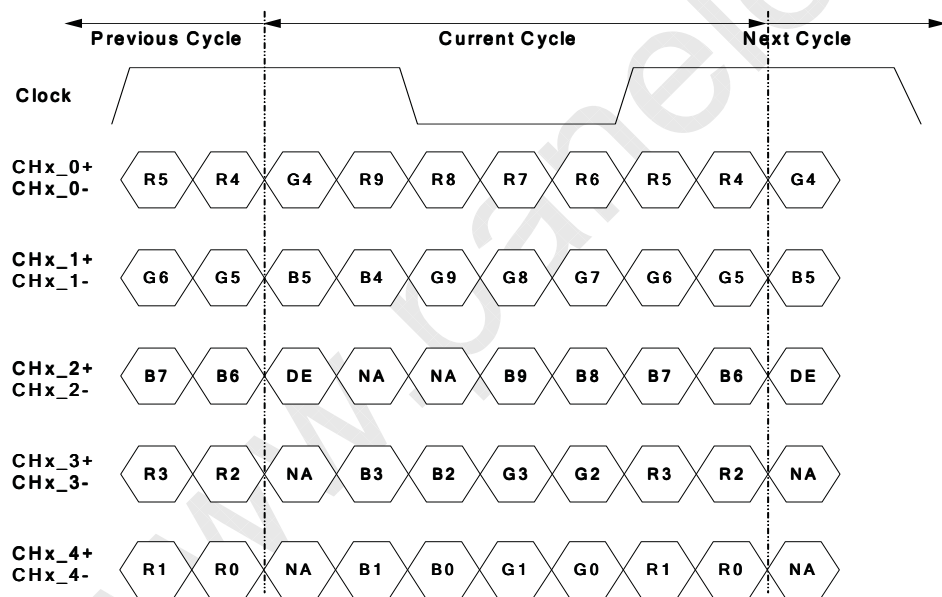 Previous Cycle Current Cycle Next Cycle
Clock
CHx_0+
CHx_0-
R5 R4 G4 R9 R8 R7 R6 R5 R4 G4
CHx_1+
CHx_1-
G6 G5 B5 B4 G9 G8 G7 G6 G5 B5
CHx_2+
CHx_2-
B7 B6 DE NA NA B9 B8 B7 B6 DE
CHx_3+
CHx_3-
R3 R2 NA B3 B2 G3 G2 R3 R2 NA
CHx_4+
CHx_4-
R1 R0 NA B1 B0 G1 G0 R1 R0 NA